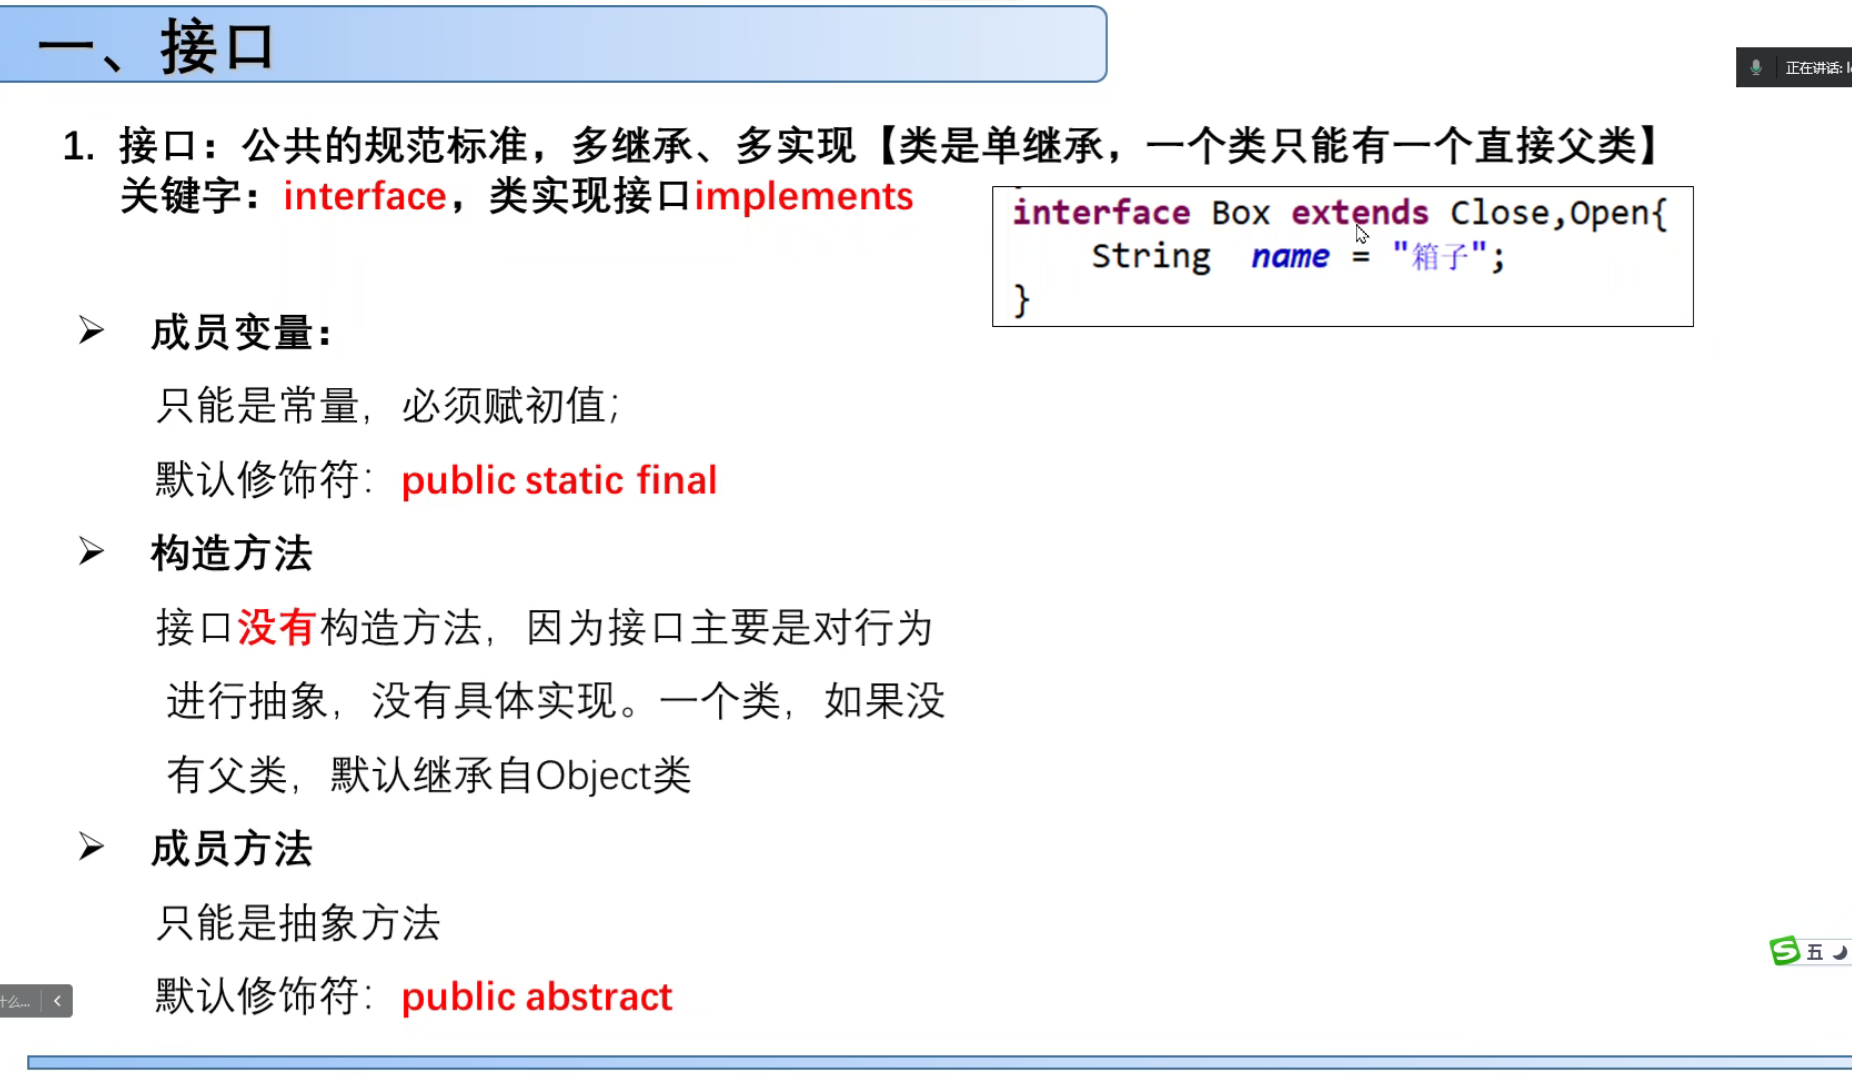 一、接口
正在讲话:
1. 接口：公共的规范标准，多继承、多实现【类是单继承，一个类只能有一个直接父类】
关键字：interface，类实现接口implements
interface Box extends Close,Open{
String name = "箱子";
}
成员变量：
只能是常量，必须赋初值；
默认修饰符：public static final
构造方法
接口没有构造方法，因为接口主要是对行为
进行抽象，没有具体实现。一个类，如果没
有父类，默认继承自Object类
成员方法
只能是抽象方法
默认修饰符：public abstract
五
什么...